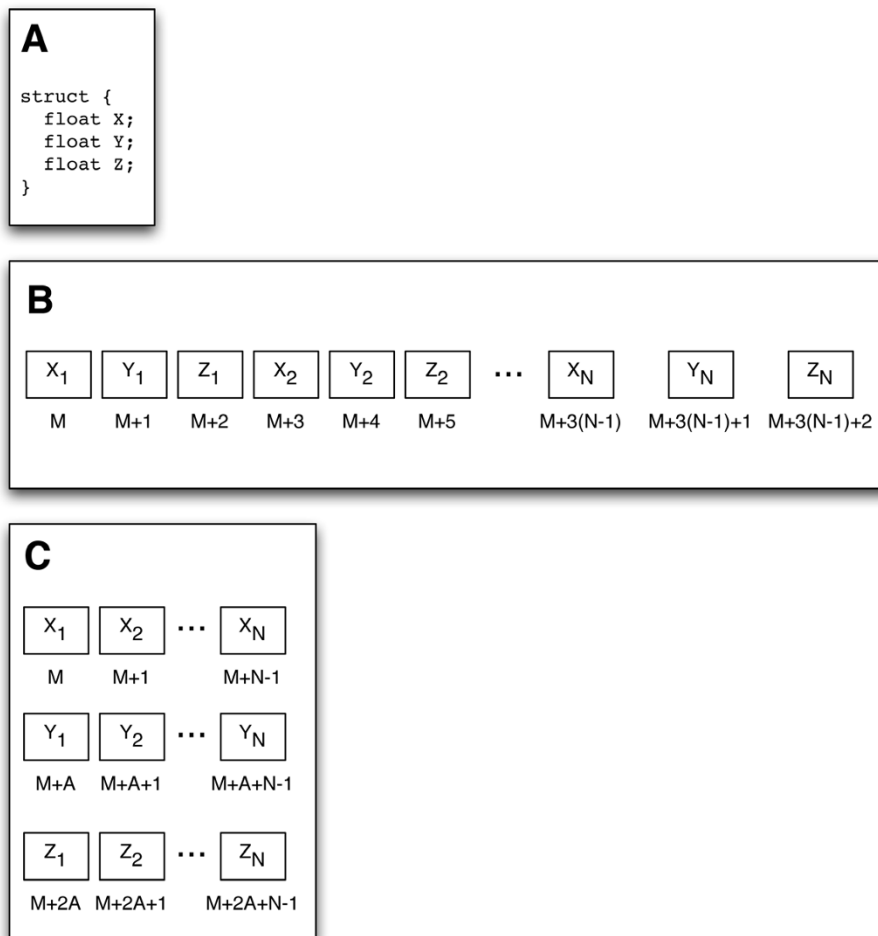 A
struct {
float X;
float Y;
float Z;
}
B
X1 Y1 Z1 X2 Y2 Z2 ... XN YN ZN
M M+1 M+2 M+3 M+4 M+5 M+3(N-1) M+3(N-1)+1 M+3(N-1)+2
C
X1 X2 ... XN
M M+1 M+N-1
Y1 Y2 ... YN
M+A M+A+1 M+A+N-1
Z1 Z2 ... ZN
M+2A M+2A+1 M+2A+N-1